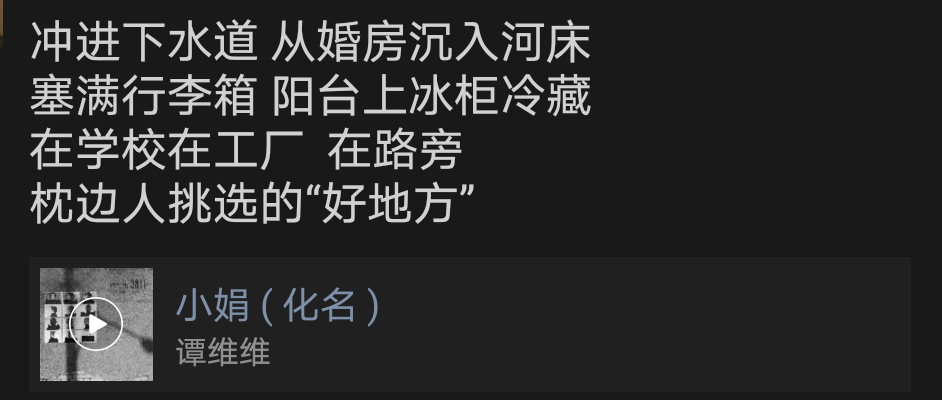 冲进下水道 从婚房沉入河床
塞满行李箱 阳台上冰柜冷藏
在学校在工厂 在路旁
枕边人挑选的“好地方”
小娟 ( 化名 )
谭维维